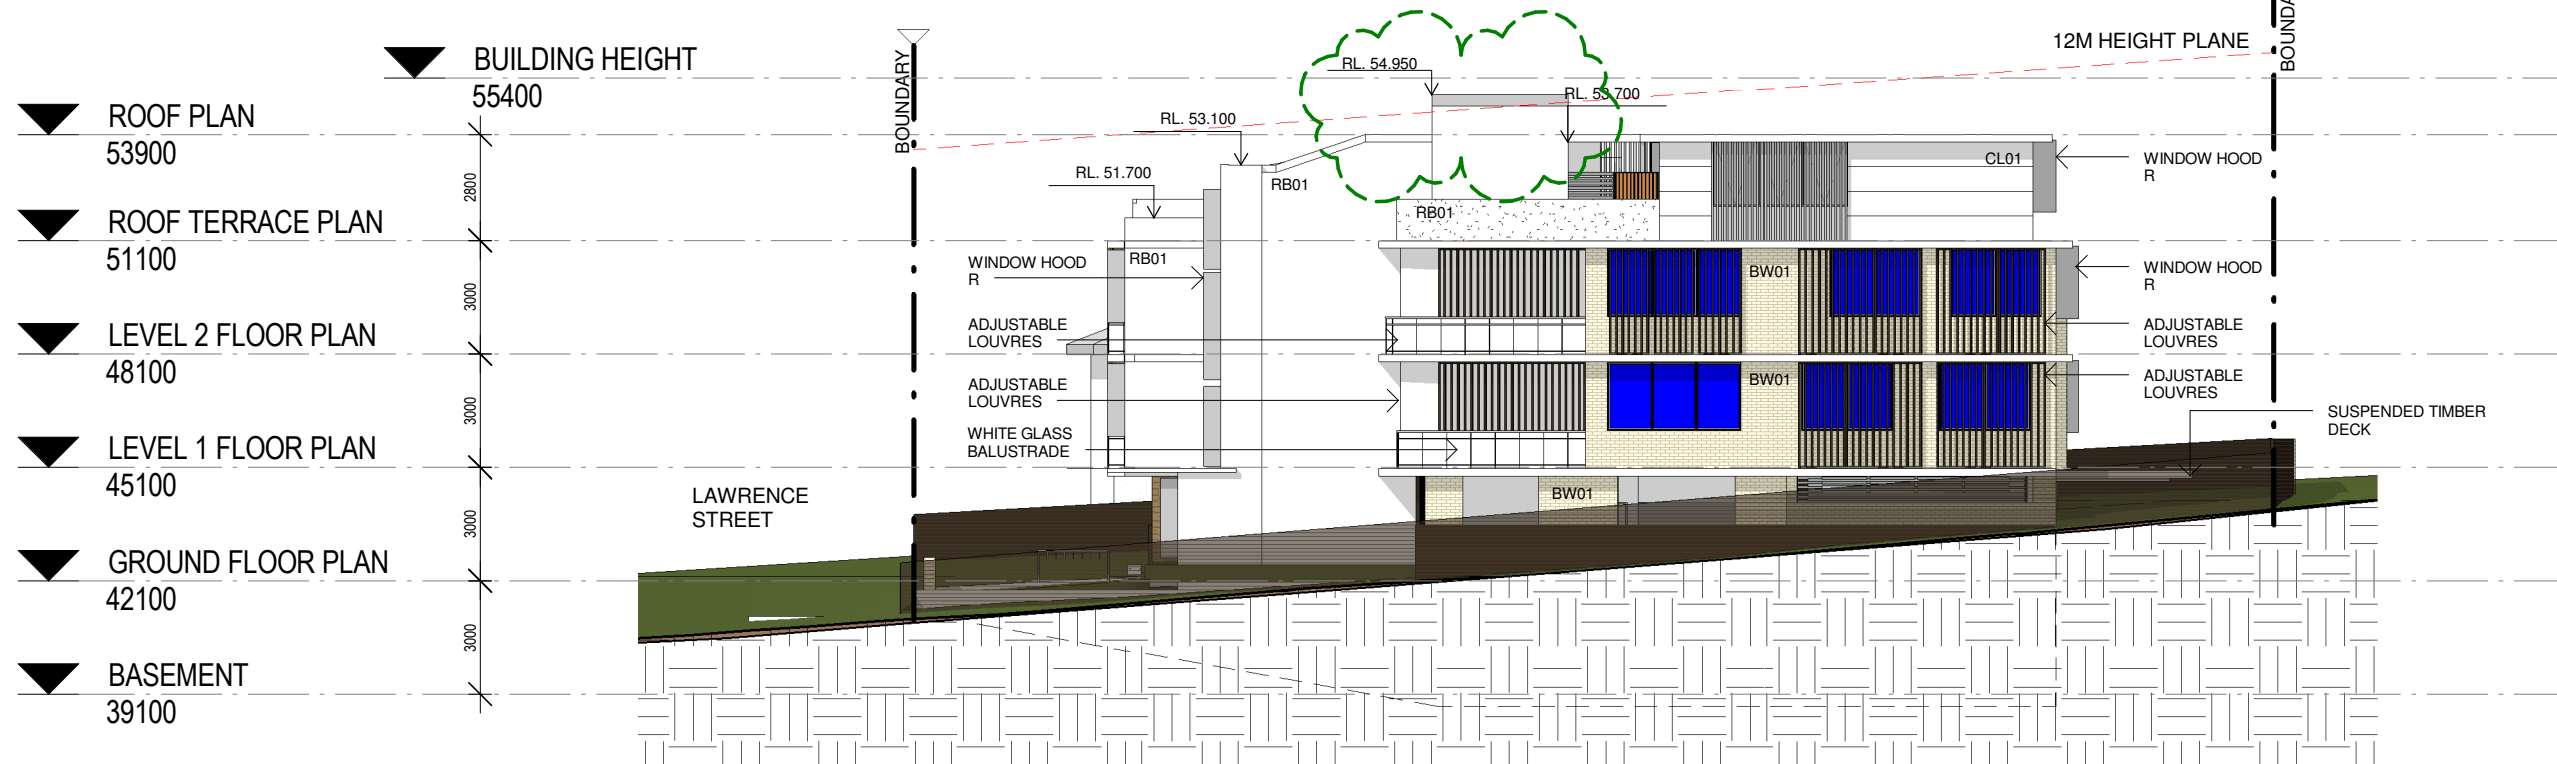 BUILDING HEIGHT
55400
ROOF PLAN
53900
ROOF TERRACE PLAN
51100
LEVEL 2 FLOOR PLAN
48100
LEVEL 1 FLOOR PLAN
45100
GROUND FLOOR PLAN
42100
BASEMENT
39100
2800
3000
3000
3000
3000
LAWRENCE
STREET
BOUNDARY
RL. 51.700
RL. 53.100
RL. 54.950
RL. 53.700
12M HEIGHT PLANE
RB01
RB01
RB01
CL01
BW01
BW01
BW01
WINDOW HOOD
R
ADJUSTABLE
LOUVRES
ADJUSTABLE
LOUVRES
WHITE GLASS
BALUSTRADE
WINDOW HOOD
R
WINDOW HOOD
R
ADJUSTABLE
LOUVRES
ADJUSTABLE
LOUVRES
SUSPENDED TIMBER
DECK